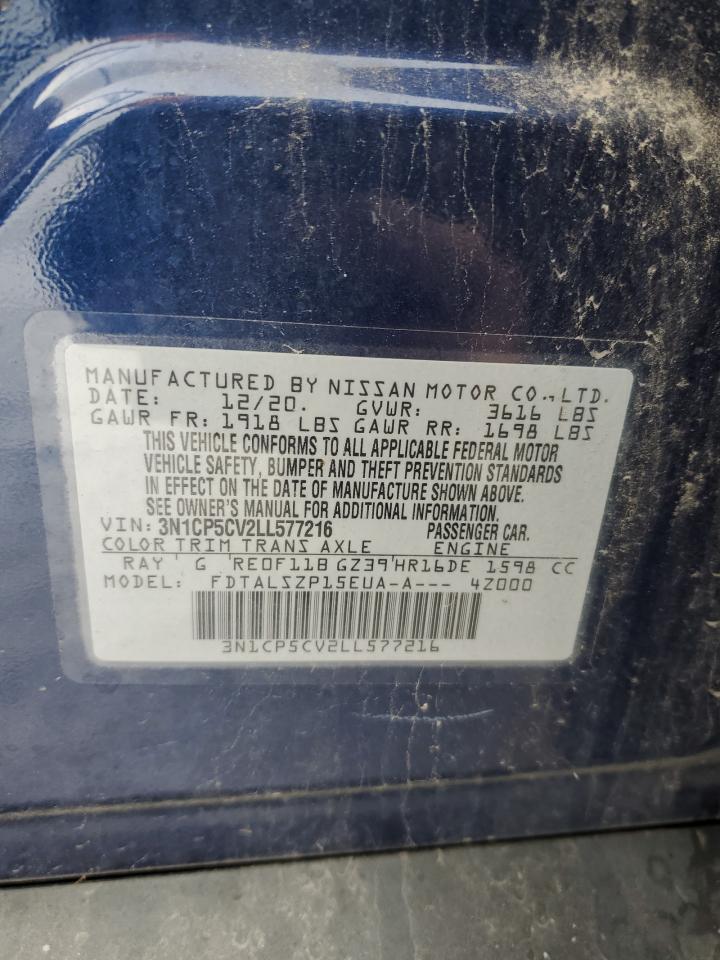 MANUFACTURED BY NISSAN MOTOR CO., LTD.
DATE: 12/20. GVWR: 3616 LBS
GAWR FR: 1918 LBS GAWR RR: 1698 LBS
THIS VEHICLE CONFORMS TO ALL APPLICABLE FEDERAL MOTOR
VEHICLE SAFETY, BUMPER AND THEFT PREVENTION STANDARDS
IN EFFECT ON THE DATE OF MANUFACTURE SHOWN ABOVE.
SEE OWNER'S MANUAL FOR ADDITIONAL INFORMATION.
VIN: 3N1CP5CV2LL577216 PASSENGER CAR.
COLOR TRIM TRANS AXLE ENGINE
RAY ' G ' RE0F11B GZ39'HR16DE 1598 CC
MODEL: FDTALSZP15EUA-A--- 4Z000
3N1CP5CV2LL577216